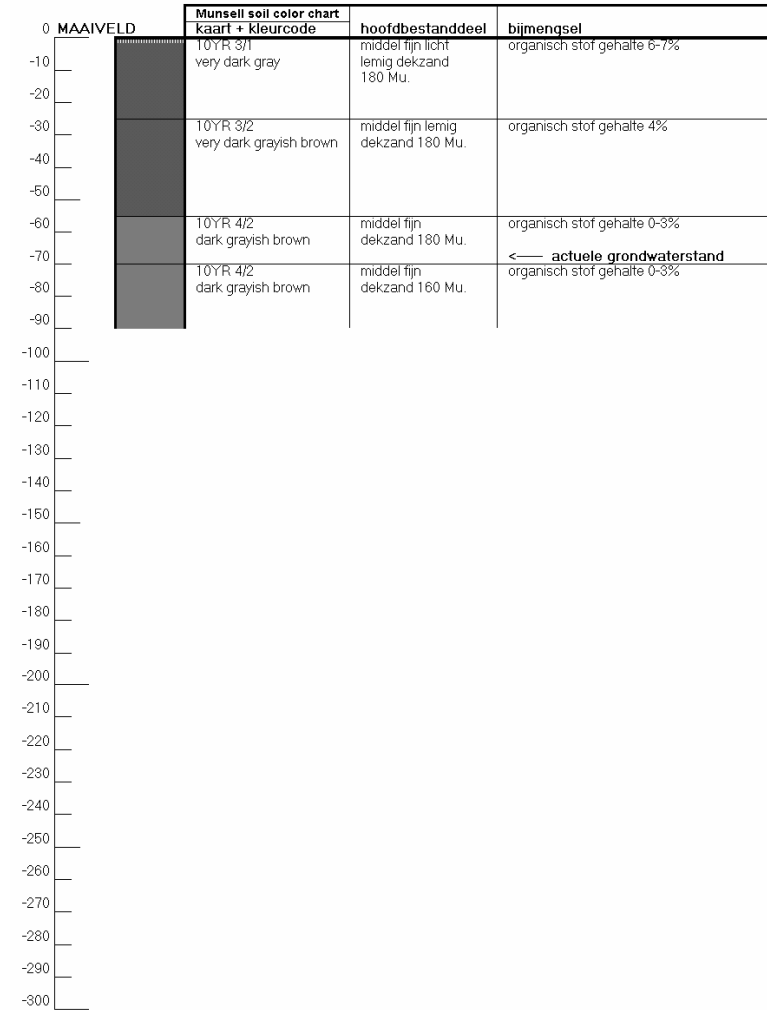 Munsell soil color chart
0 MAAIVELD kaart + kleurcode hoofdbestanddeel bijmengsel
10YR 3/1 middel fijn licht organisch stof gehalte 6-7%
-10 very dark gray lemig dekzand
180 Mu.
-20
-30 10YR 3/2 middel fijn lemig organisch stof gehalte 4%
very dark grayish brown dekzand 180 Mu.
-40
-50
-60 10YR 4/2 middel fijn organisch stof gehalte 0-3%
dark grayish brown dekzand 180 Mu.
-70 <—— actuele grondwaterstand
10YR 4/2 middel fijn organisch stof gehalte 0-3%
-80 dark grayish brown dekzand 160 Mu.
-90
-100
-110
-120
-130
-140
-150
-160
-170
-180
-190
-200
-210
-220
-230
-240
-250
-260
-270
-280
-290
-300